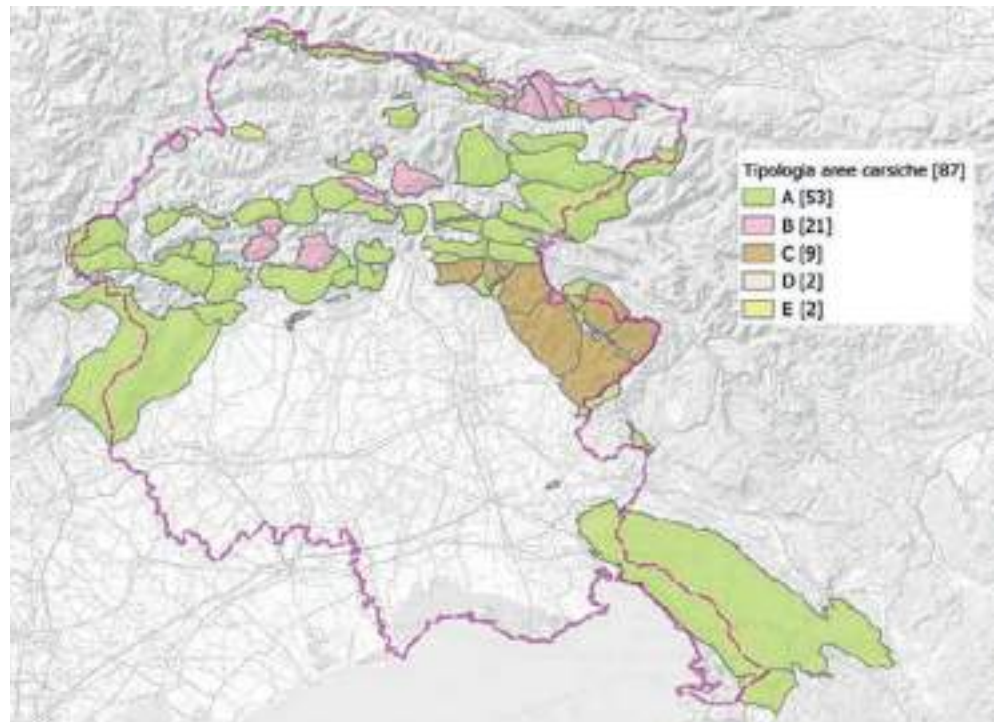 Tipologia aree carsiche [87]
A [53]
B [21]
C [9]
D [2]
E [2]